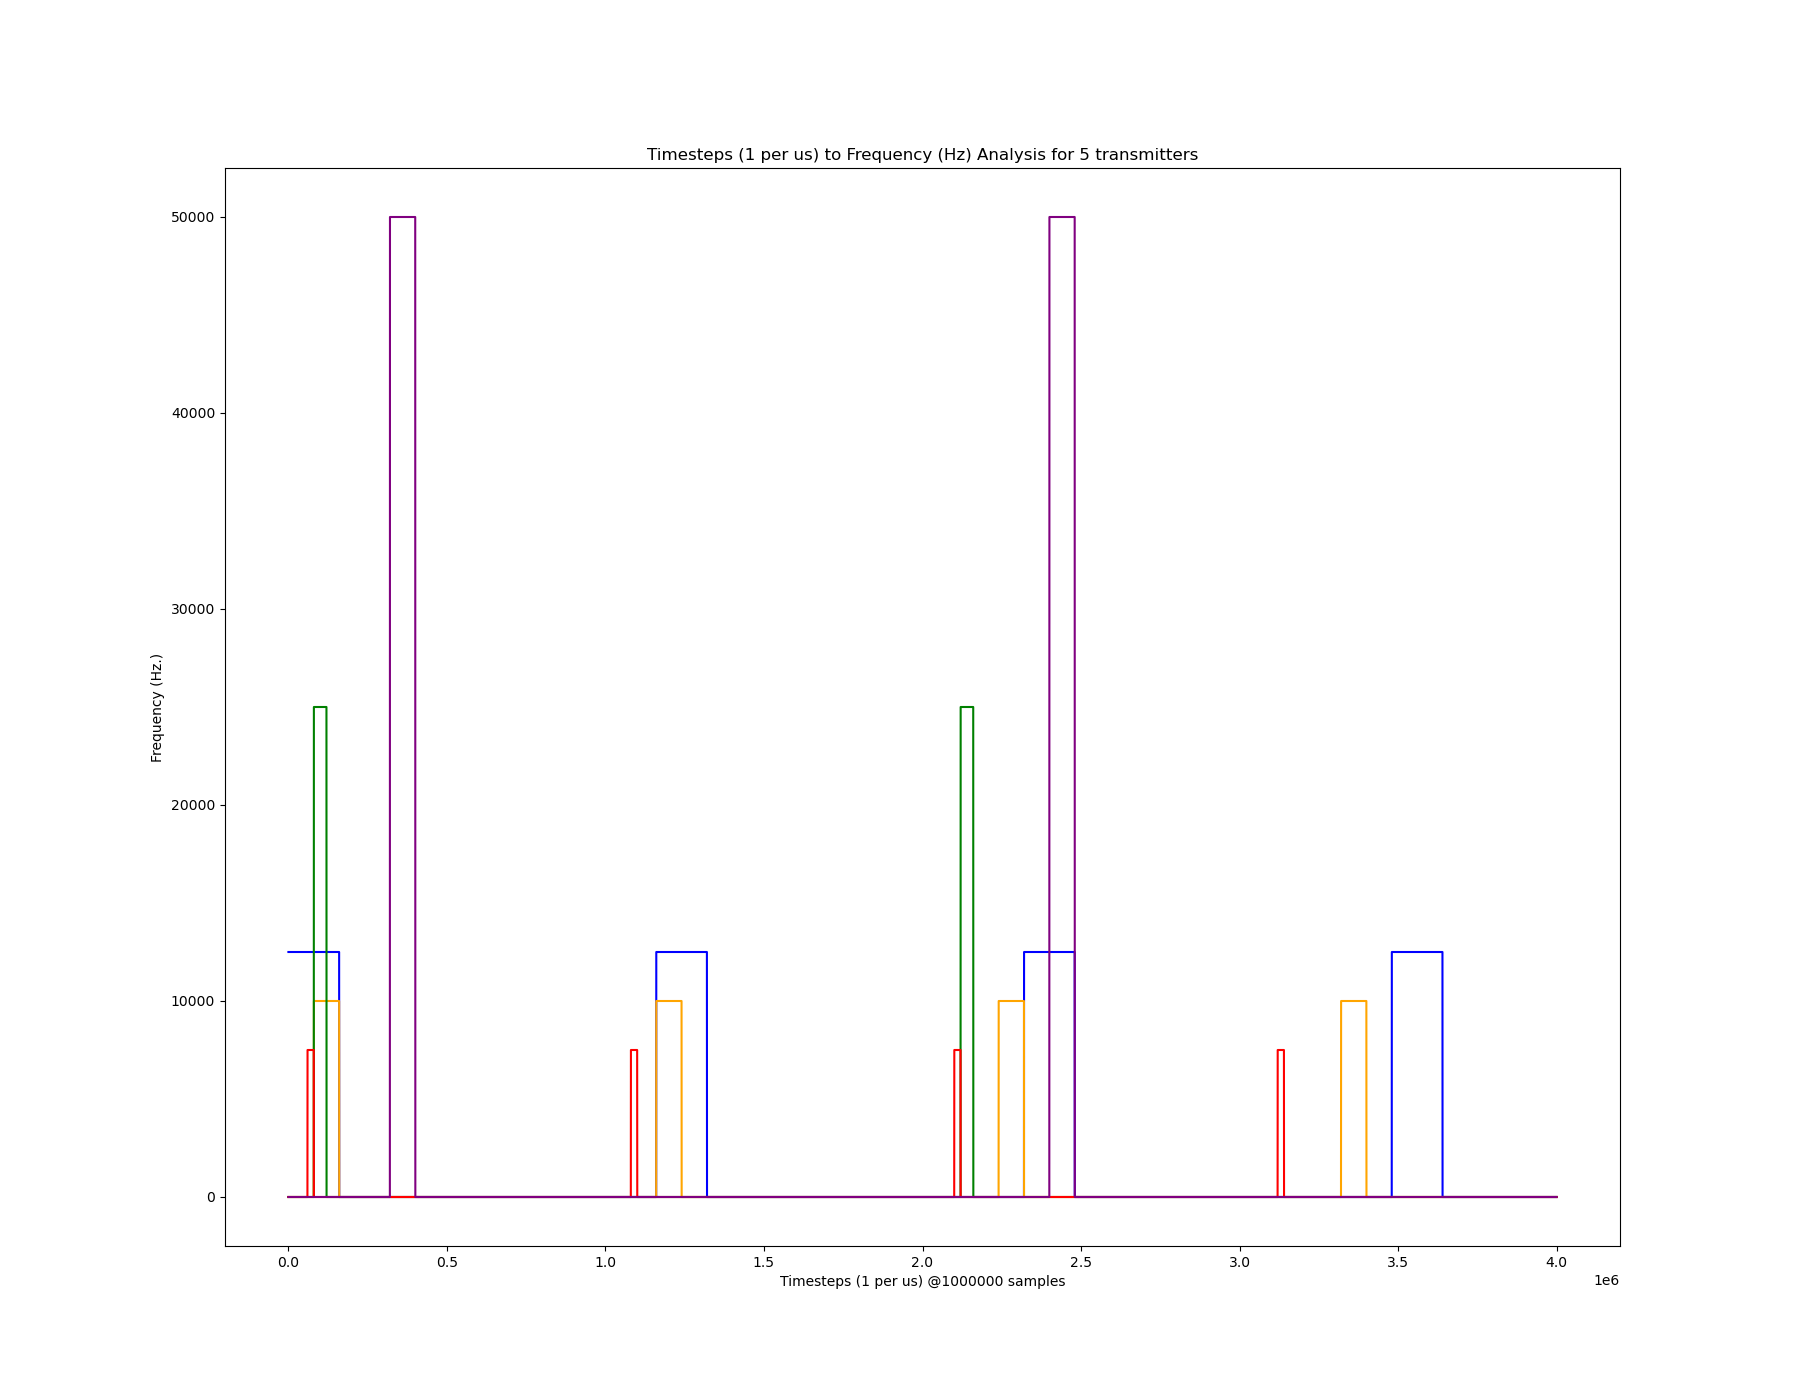 Timesteps (1 per us) to Frequency (Hz) Analysis for 5 transmitters
50000
40000
30000
20000
10000
0
Frequency (Hz.)
0.0 0.5 1.0 1.5 2.0 2.5 3.0 3.5 4.0
1e6
Timesteps (1 per us) @1000000 samples